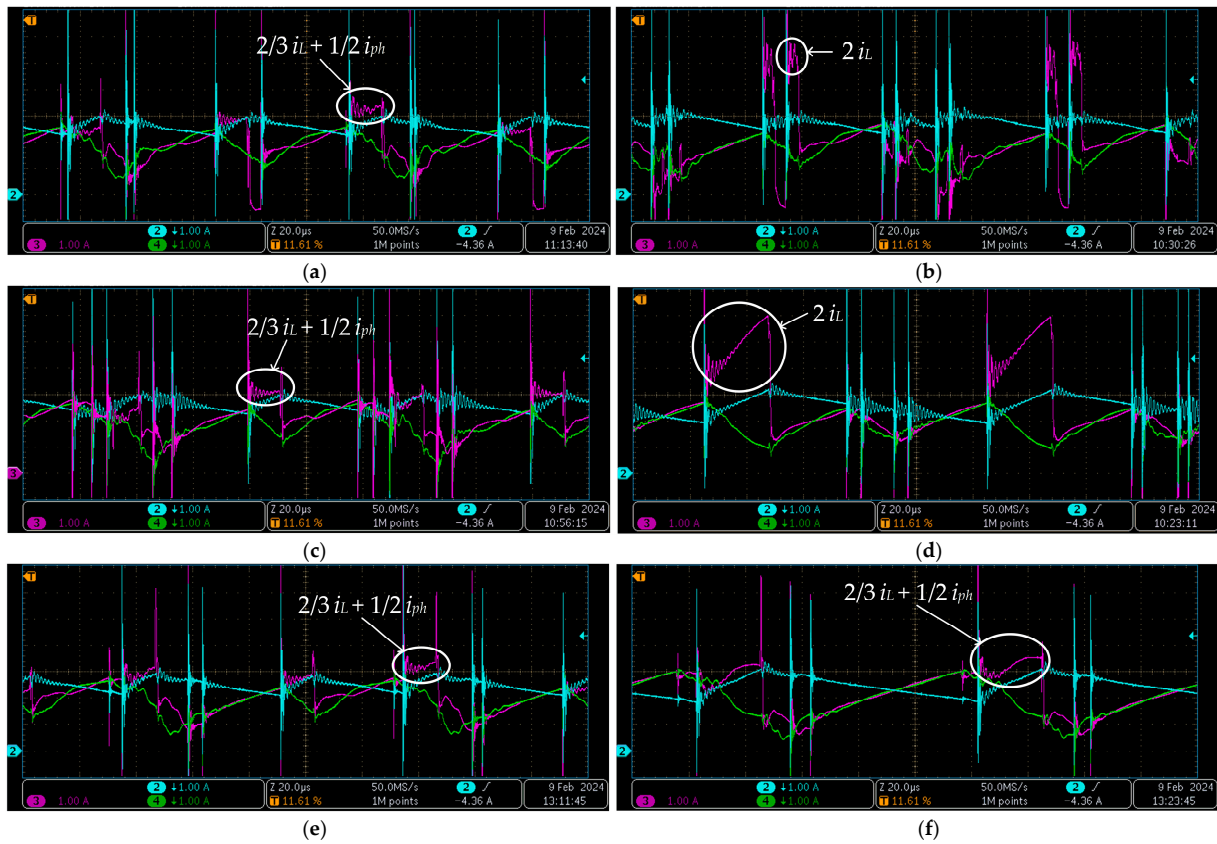 T
2/3 iL + 1/2 iph
2
3 1.00 A
2 ↓1.00 A
4 ↓1.00 A
Z 20.0µs
T 11.61 %
50.0MS/s
1M points
2 ∫
−4.36 A
9 Feb 2024
11:13:40
(a)
T
2 iL
2
3 1.00 A
2 ↓1.00 A
4 ↓1.00 A
Z 20.0µs
T 11.61 %
50.0MS/s
1M points
2 ∫
−4.36 A
9 Feb 2024
10:30:26
(b)
T
2/3 iL + 1/2 iph
3
3 1.00 A
2 ↓1.00 A
4 ↓1.00 A
Z 20.0µs
T 11.61 %
50.0MS/s
1M points
2 ∫
−4.36 A
9 Feb 2024
10:56:15
(c)
T
2 iL
2
3 1.00 A
2 ↓1.00 A
4 ↓1.00 A
Z 20.0µs
T 11.61 %
50.0MS/s
1M points
2 ∫
−4.36 A
9 Feb 2024
10:23:11
(d)
T
2/3 iL + 1/2 iph
2
3 1.00 A
2 ↓1.00 A
4 ↓1.00 A
Z 20.0µs
T 11.61 %
50.0MS/s
1M points
2 ∫
−4.36 A
9 Feb 2024
13:11:45
(e)
T
2/3 iL + 1/2 iph
2
3 1.00 A
2 ↓1.00 A
4 ↓1.00 A
Z 20.0µs
T 11.61 %
50.0MS/s
1M points
2 ∫
−4.36 A
9 Feb 2024
13:23:45
(f)